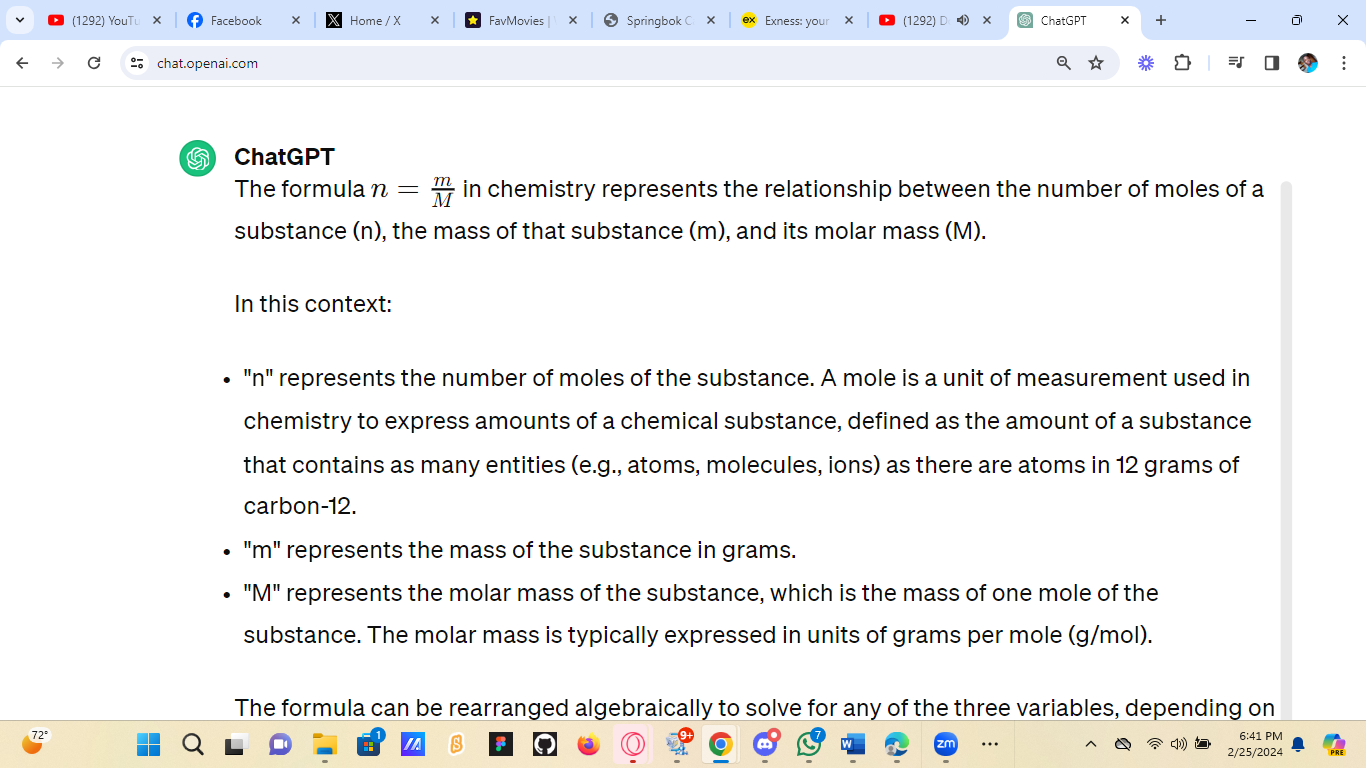 (1292) YouTu
Facebook
Home / X
FavMovies |
Springbok C
Exness: your
(1292) D
ChatGPT
chat.openai.com
ChatGPT
The formula n = m/M in chemistry represents the relationship between the number of moles of a
substance (n), the mass of that substance (m), and its molar mass (M).
In this context:
• "n" represents the number of moles of the substance. A mole is a unit of measurement used in
chemistry to express amounts of a chemical substance, defined as the amount of a substance
that contains as many entities (e.g., atoms, molecules, ions) as there are atoms in 12 grams of
carbon-12.
• "m" represents the mass of the substance in grams.
• "M" represents the molar mass of the substance, which is the mass of one mole of the
substance. The molar mass is typically expressed in units of grams per mole (g/mol).
The formula can be rearranged algebraically to solve for any of the three variables, depending on
72°
1
9+
7
zm
6:41 PM
2/25/2024
PRE